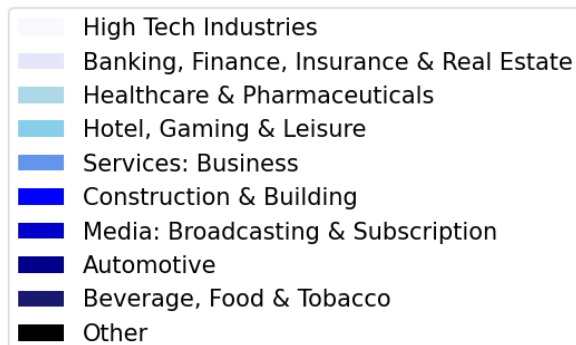 High Tech Industries
Banking, Finance, Insurance & Real Estate
Healthcare & Pharmaceuticals
Hotel, Gaming & Leisure
Services: Business
Construction & Building
Media: Broadcasting & Subscription
Automotive
Beverage, Food & Tobacco
Other